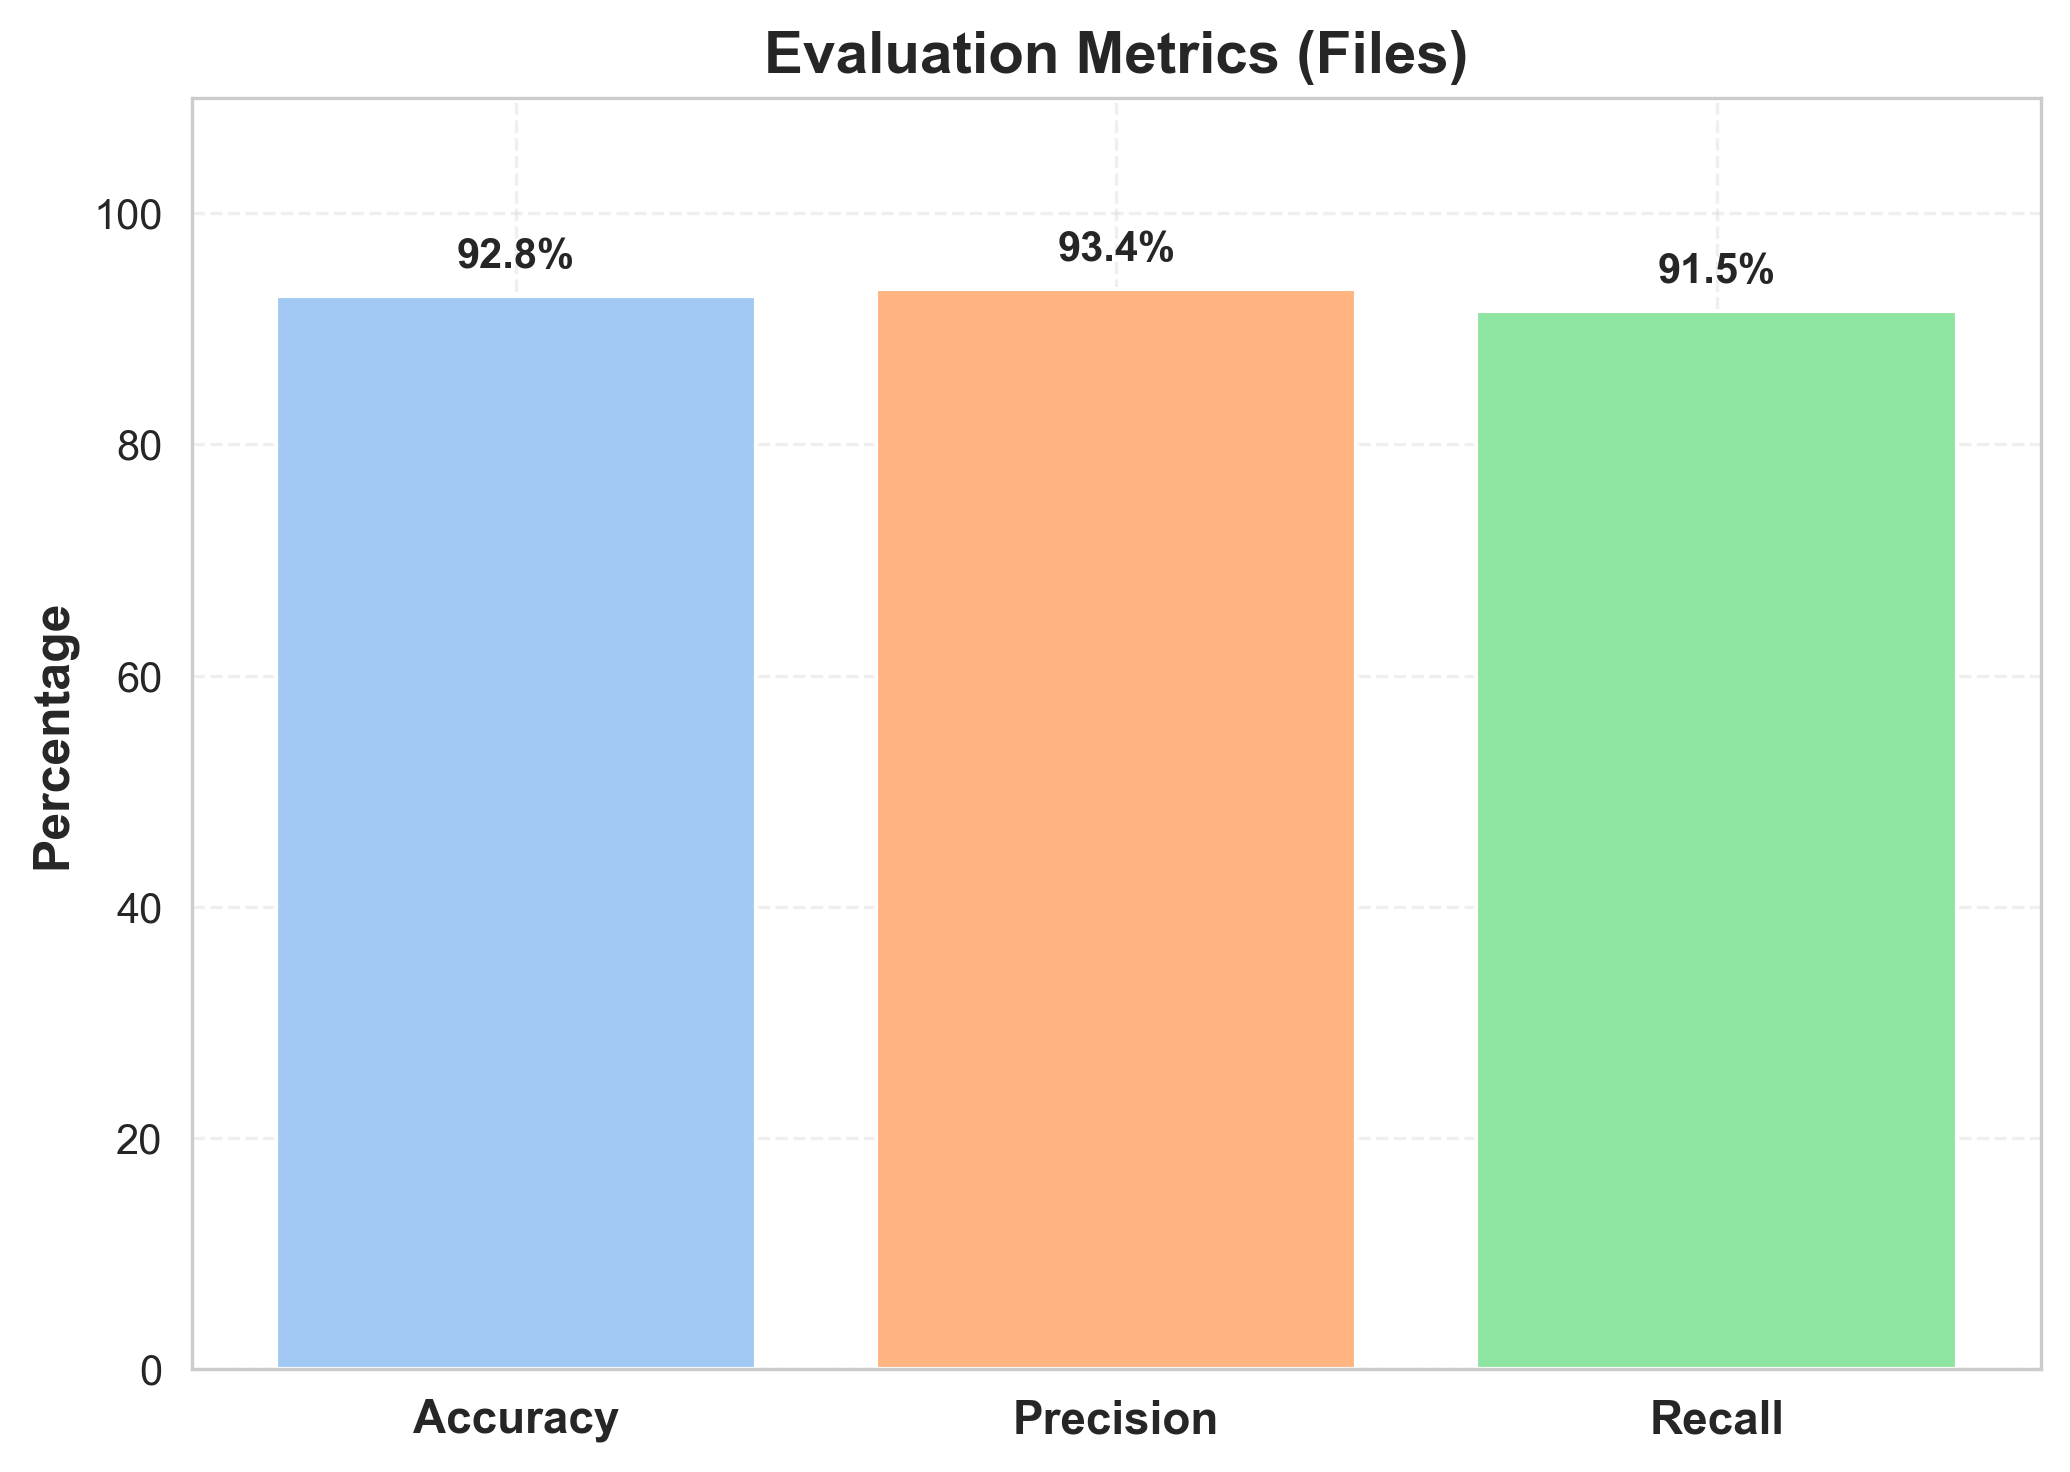 Evaluation Metrics (Files)
Percentage
100
80
60
40
20
0
92.8%
93.4%
91.5%
Accuracy
Precision
Recall